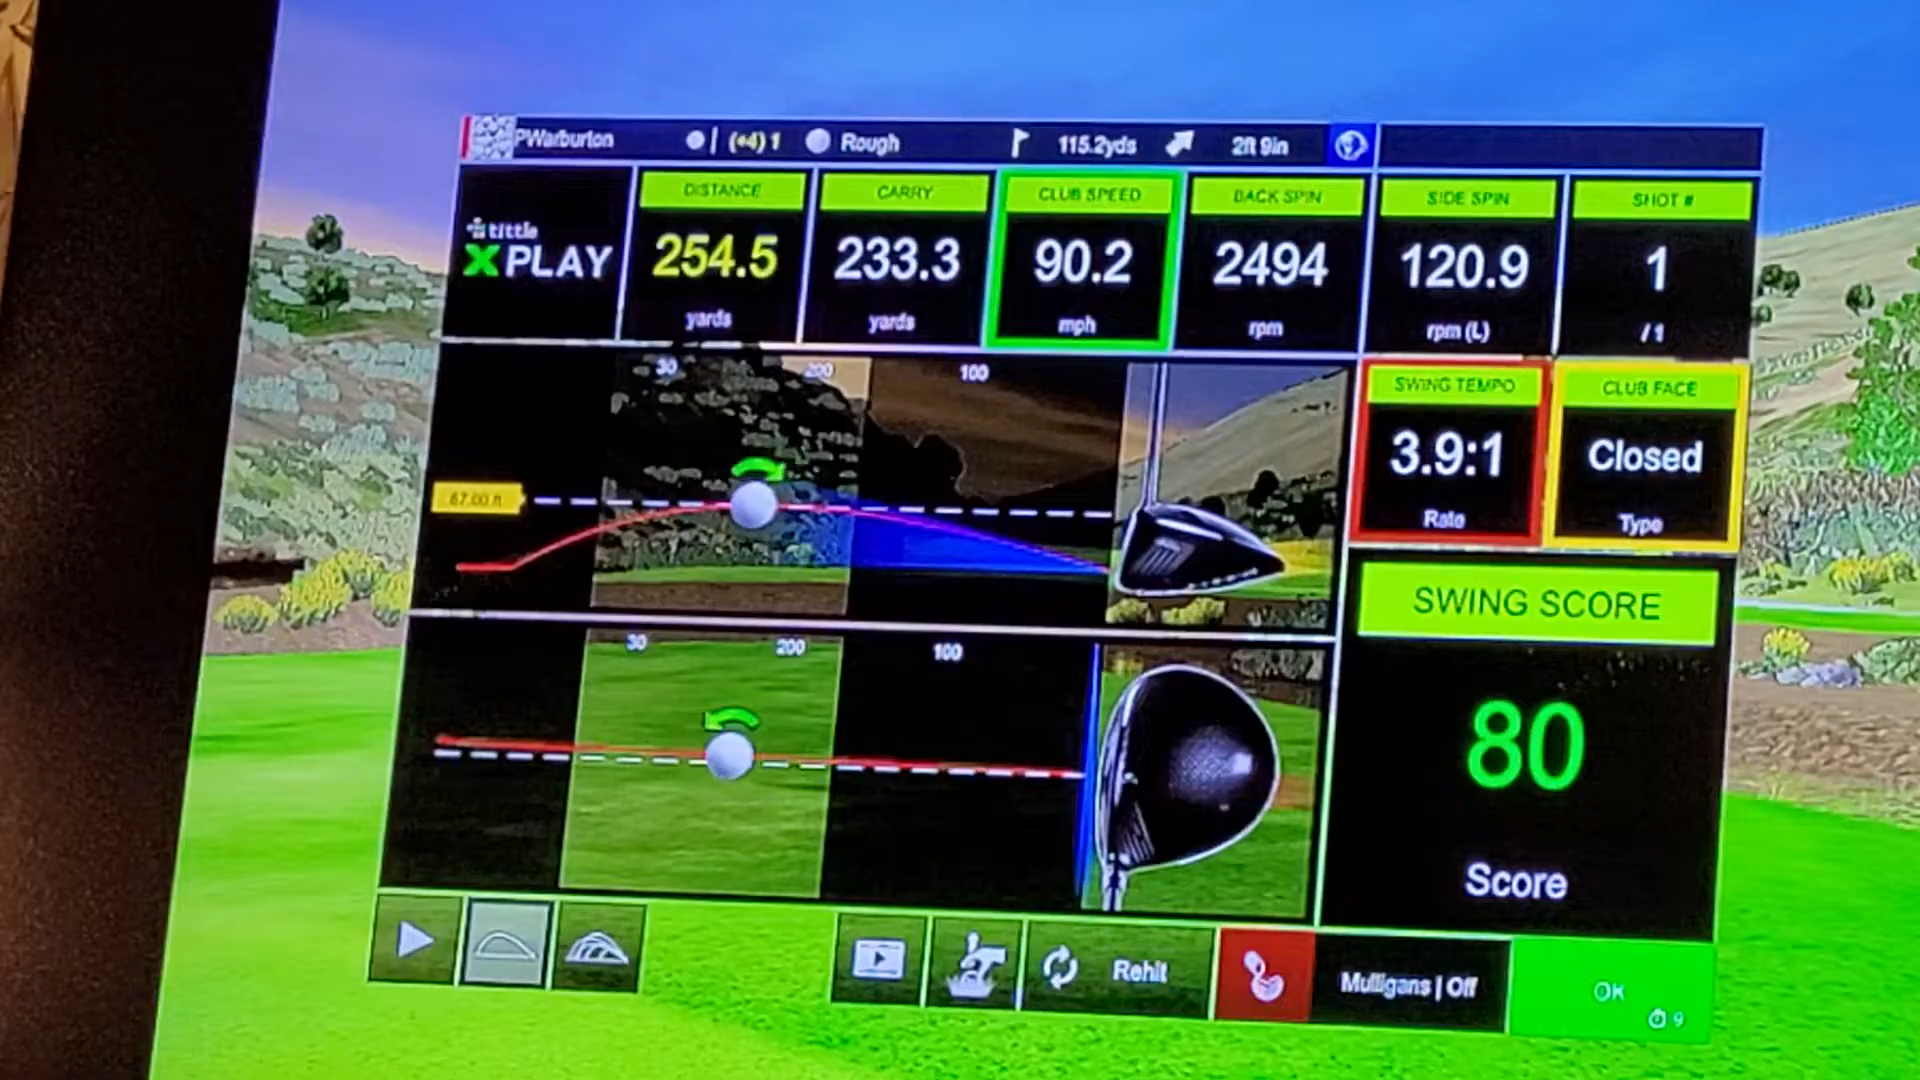 PWarburton (+4) 1 Rough 115.2yds 2ft 9in
tittle
X PLAY
DISTANCE
254.5
yards
CARRY
233.3
yards
CLUB SPEED
90.2
mph
BACK SPIN
2494
rpm
SIDE SPIN
120.9
rpm (L)
SHOT #
1
/ 1
30 200 100
67.00 ft
SWING TEMPO
3.9:1
Rate
CLUB FACE
Closed
Type
30 200 100
SWING SCORE
80
Score
Rehit
Mulligans | Off
OK
9